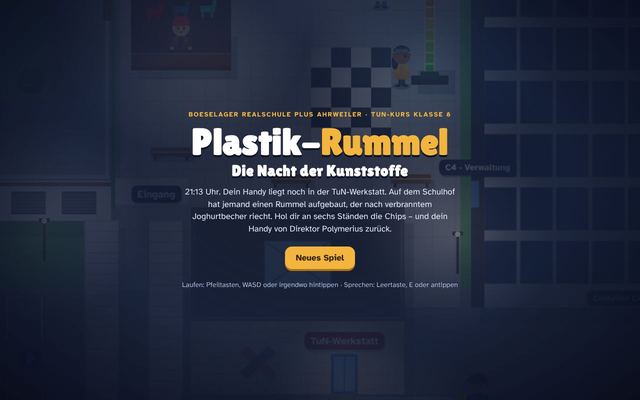 BOESELAGER REALSCHULE PLUS AHRWEILER · TUN-KURS KLASSE 6
Plastik-Rummel
C4 - Verwaltung
Die Nacht der Kunststoffe
Eingang
21:13 Uhr. Dein Handy liegt noch in der TuN-Werkstatt. Auf dem Schulhof
hat jemand einen Rummel aufgebaut, der nach verbranntem
Joghurtbecher riecht. Hol dir an sechs Ständen die Chips – und dein
Handy von Direktor Polymerius zurück.
Neues Spiel
Laufen: Pfeiltasten, WASD oder irgendwo hintippen · Sprechen: Leertaste, E oder antippen
TuN-Werkstatt